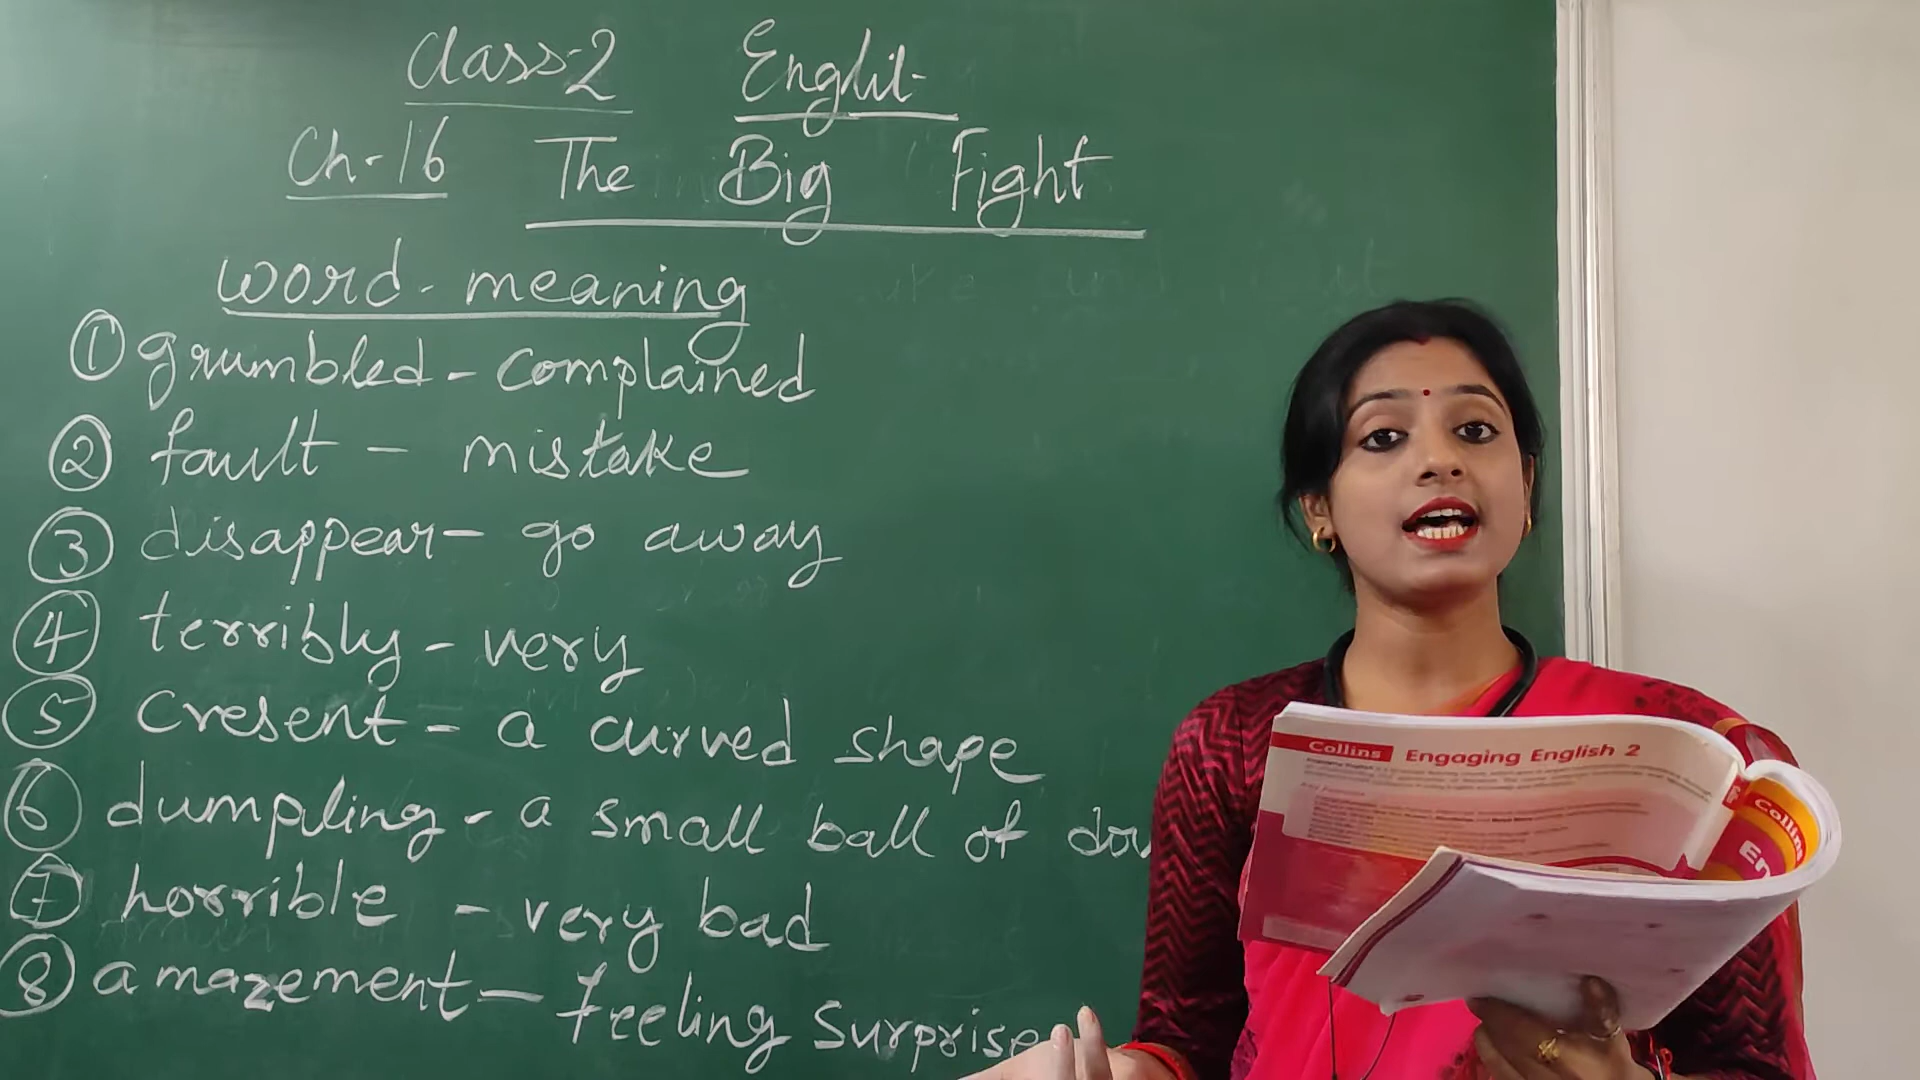 Class-2 Englit-
Ch-16 The Big Fight
word-meaning
① grumbled - complained
② fault - mistake
③ disappear - go away
④ terribly - very
⑤ cresent - a curved shape
⑥ dumpling - a small ball of
⑦ horrible - very bad
⑧ amazement - feeling surprise
Collins Engaging English 2
Collins